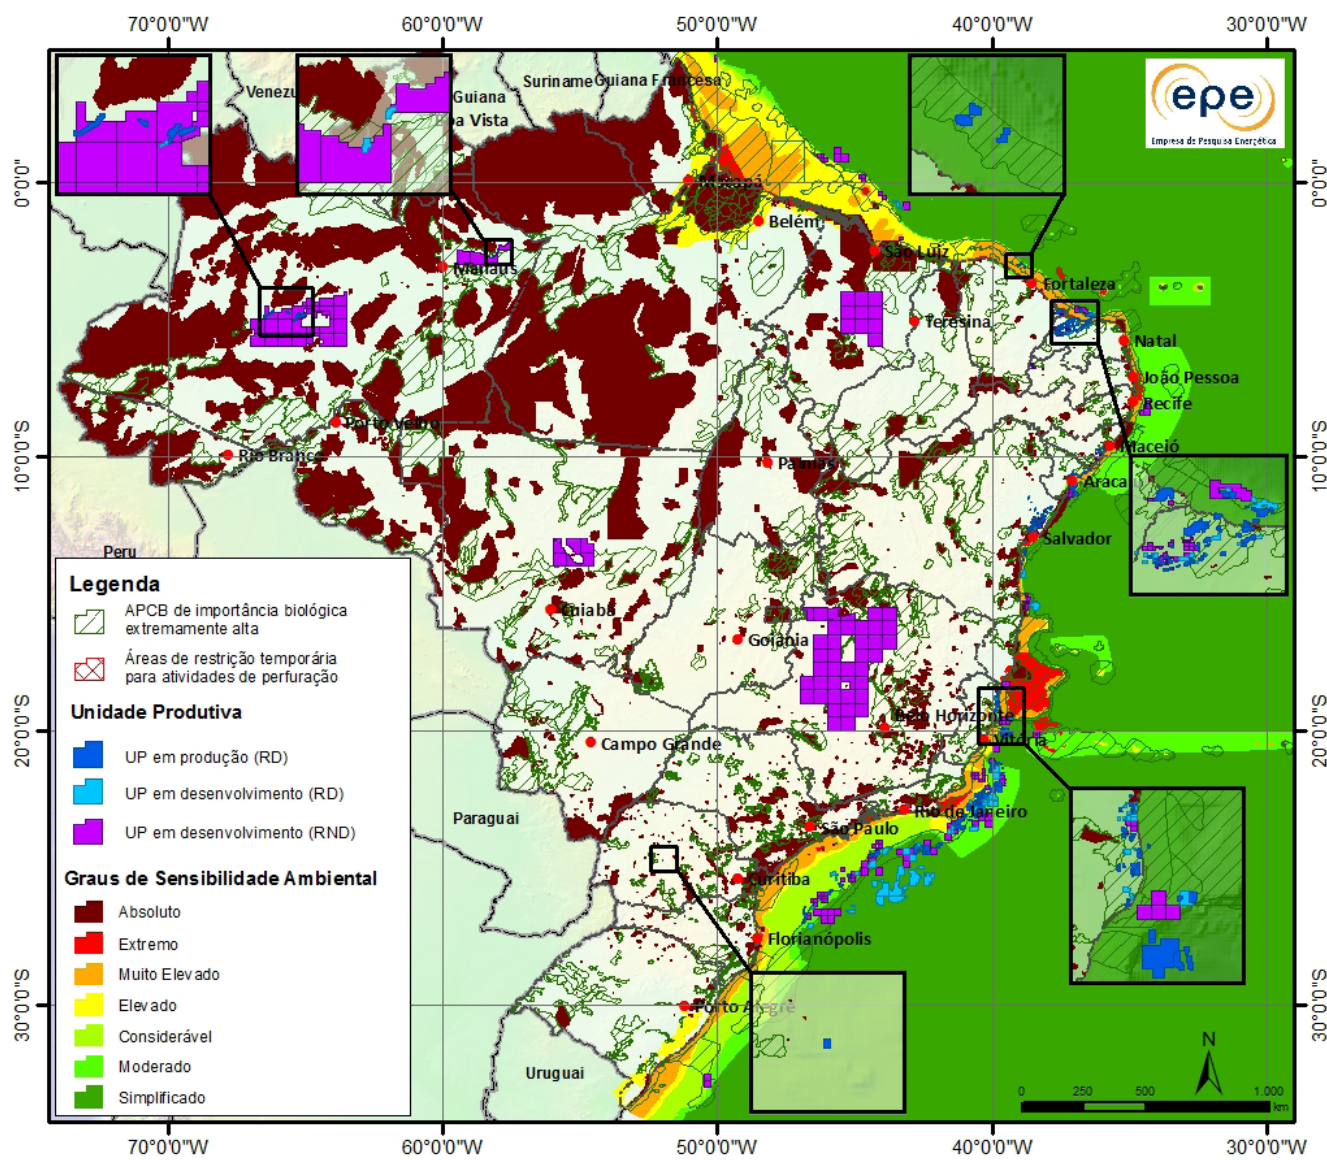 70°0'0"W 60°0'0"W 50°0'0"W 40°0'0"W 30°0'0"W
Suriname
Guiana Francesa
Venezu
Guiana
oa Vista
epe
Empresa de Pesquisa Energética
0°0'0"
0°0'0"
Macapá
Belém
São Luiz
Manaus
Fortaleza
Teresina
Natal
João Pessoa
Recife
Porto Velho
Maceió
Rio Branco
Palmas
10°0'0"S
10°0'0"S
Araca
Salvador
Peru
Legenda
APCB de importância biológica
extremamente alta
Áreas de restrição temporária
para atividades de perfuração
Unidade Produtiva
UP em produção (RD)
UP em desenvolvimento (RD)
UP em desenvolvimento (RND)
Graus de Sensibilidade Ambiental
Absoluto
Extremo
Muito Elevado
Elevado
Considerável
Moderado
Simplificado
Cuiabá
Goiânia
Belo Horizonte
Vitória
20°0'0"S
20°0'0"S
Campo Grande
Paraguai
Rio de Janeiro
São Paulo
Curitiba
Florianópolis
Porto Alegre
30°0'0"S
30°0'0"S
Uruguai
N
0 250 500 1.000
km
70°0'0"W 60°0'0"W 50°0'0"W 40°0'0"W 30°0'0"W